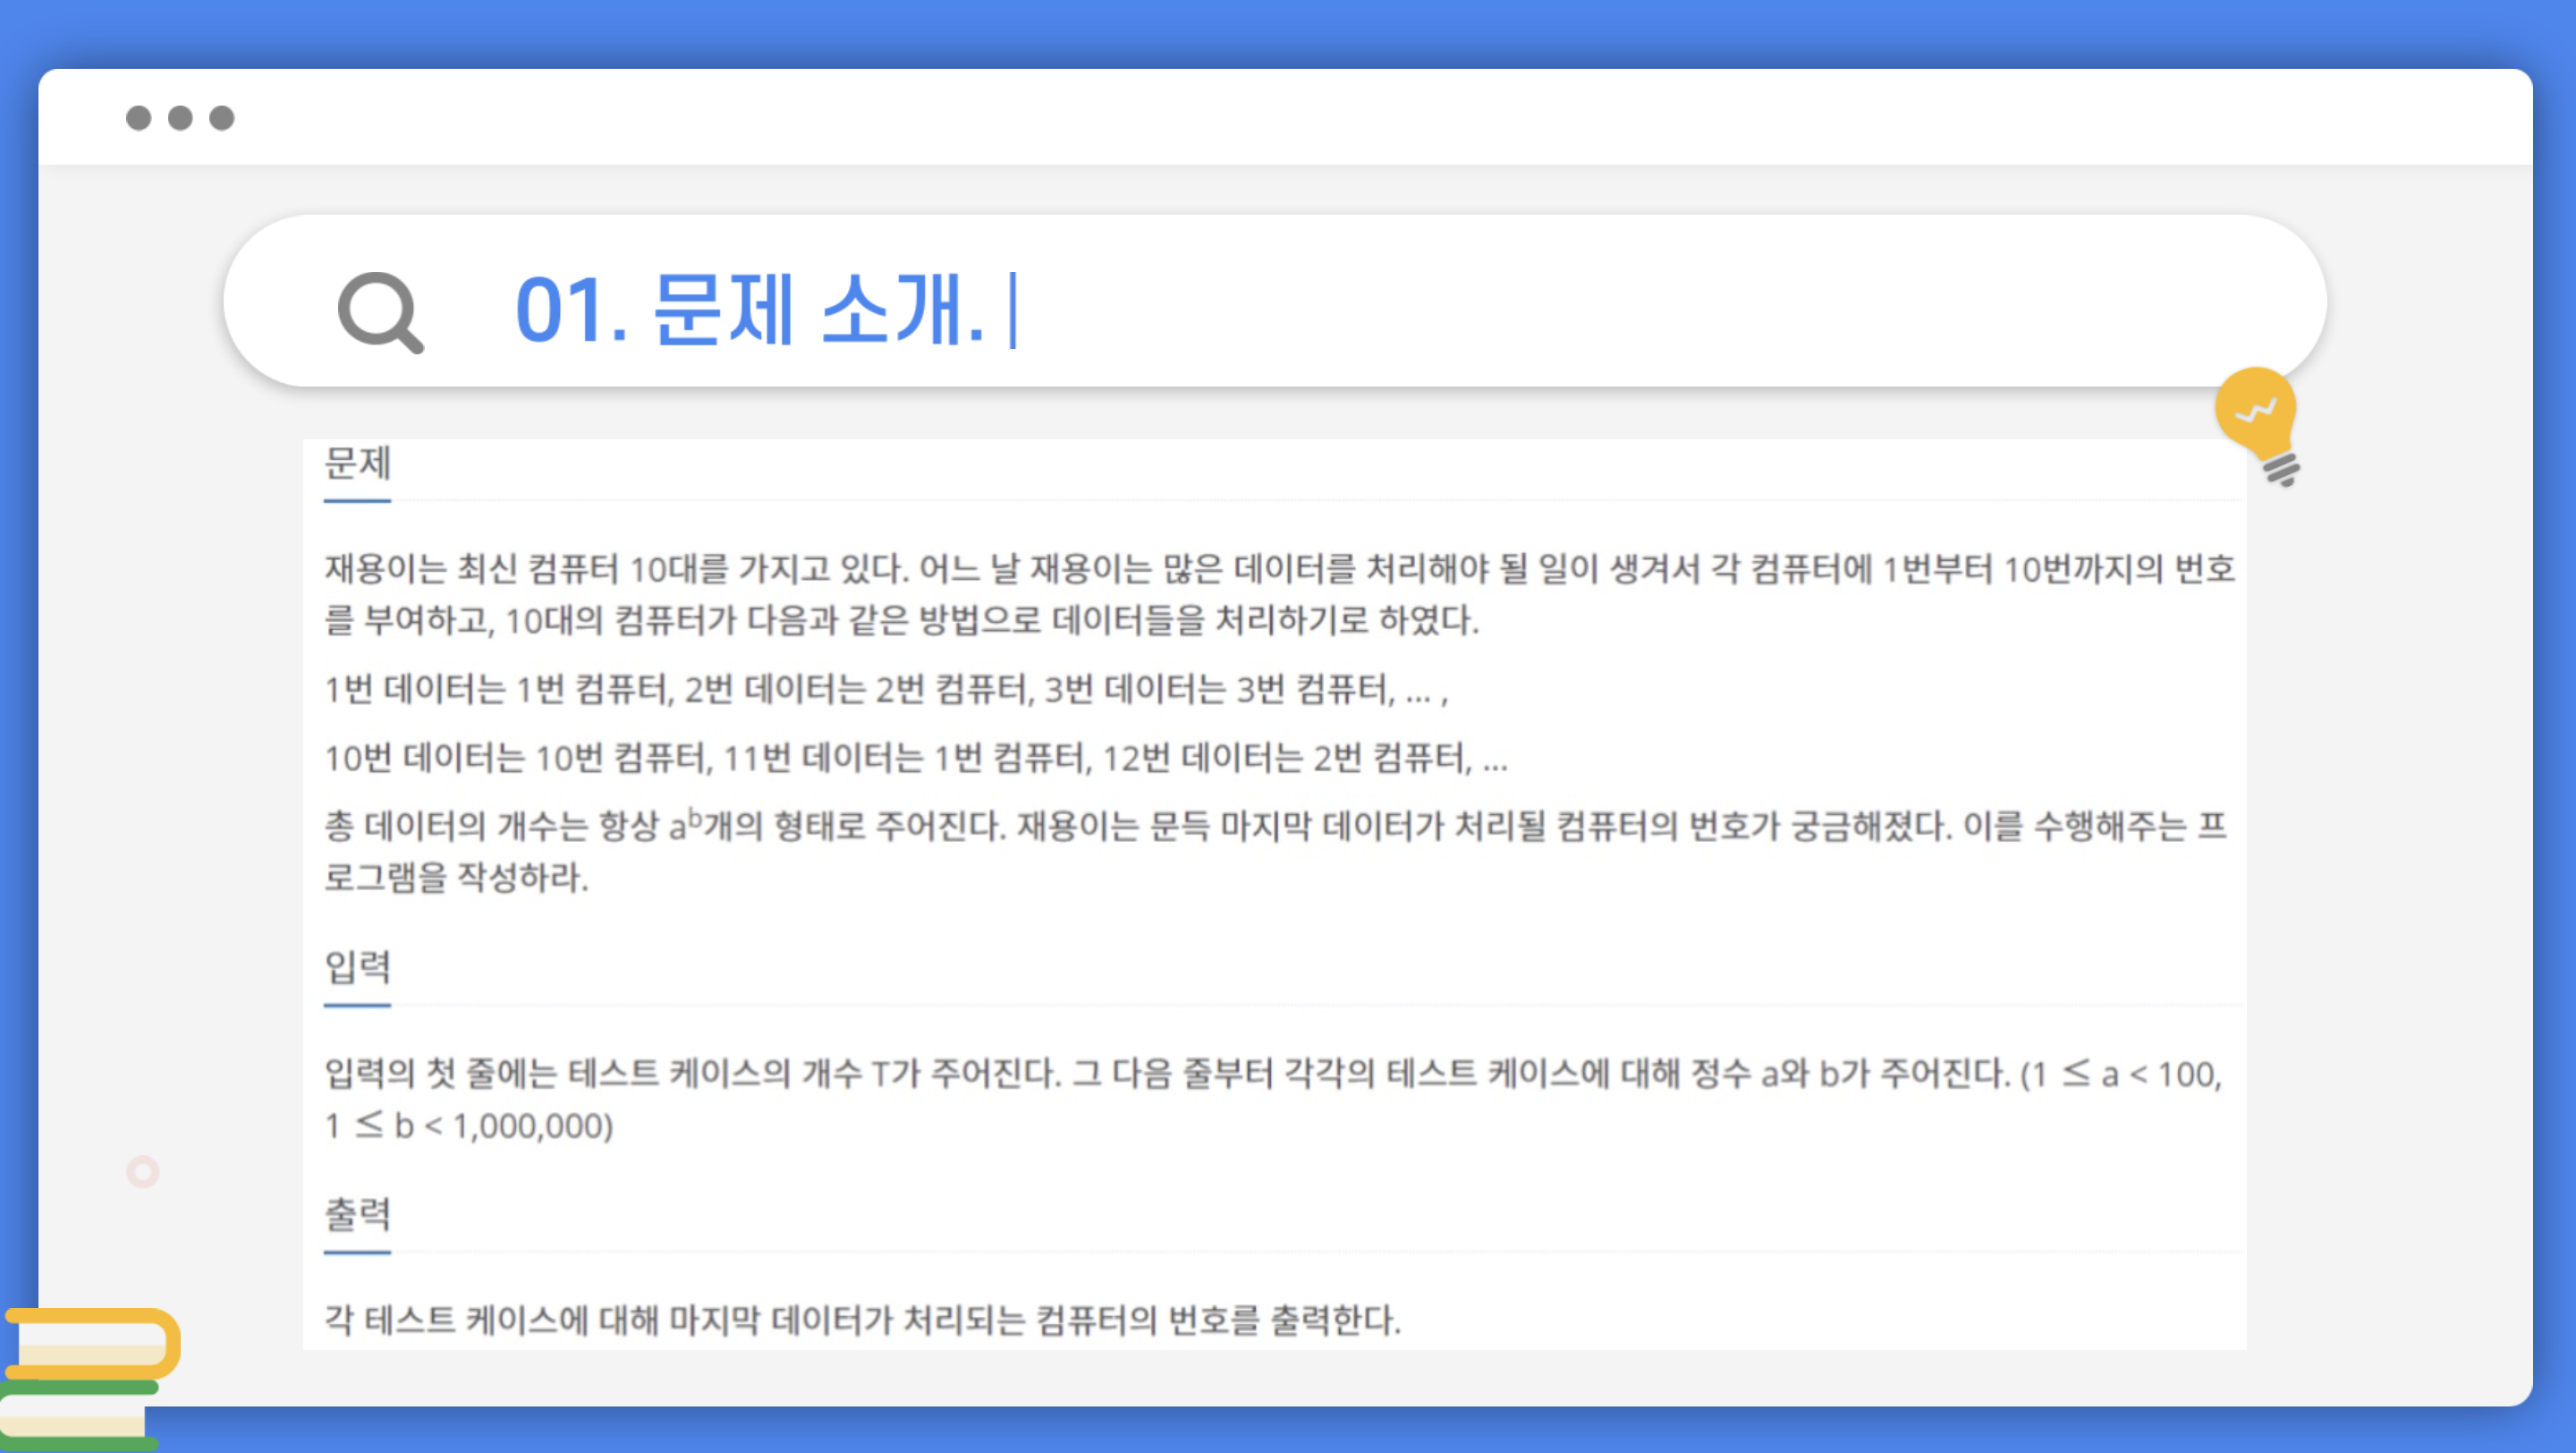 01. 문제 소개.
문제
재용이는 최신 컴퓨터 10대를 가지고 있다. 어느 날 재용이는 많은 데이터를 처리해야 될 일이 생겨서 각 컴퓨터에 1번부터 10번까지의 번호
를 부여하고, 10대의 컴퓨터가 다음과 같은 방법으로 데이터들을 처리하기로 하였다.
1번 데이터는 1번 컴퓨터, 2번 데이터는 2번 컴퓨터, 3번 데이터는 3번 컴퓨터, ... ,
10번 데이터는 10번 컴퓨터, 11번 데이터는 1번 컴퓨터, 12번 데이터는 2번 컴퓨터, ...
총 데이터의 개수는 항상 aᵇ개의 형태로 주어진다. 재용이는 문득 마지막 데이터가 처리될 컴퓨터의 번호가 궁금해졌다. 이를 수행해주는 프
로그램을 작성하라.
입력
입력의 첫 줄에는 테스트 케이스의 개수 T가 주어진다. 그 다음 줄부터 각각의 테스트 케이스에 대해 정수 a와 b가 주어진다. (1 ≤ a < 100,
1 ≤ b < 1,000,000)
출력
각 테스트 케이스에 대해 마지막 데이터가 처리되는 컴퓨터의 번호를 출력한다.